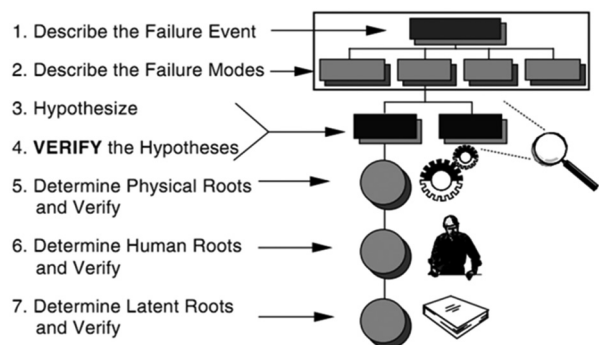 1. Describe the Failure Event
2. Describe the Failure Modes
3. Hypothesize
4. VERIFY the Hypotheses
5. Determine Physical Roots
and Verify
6. Determine Human Roots
and Verify
7. Determine Latent Roots
and Verify